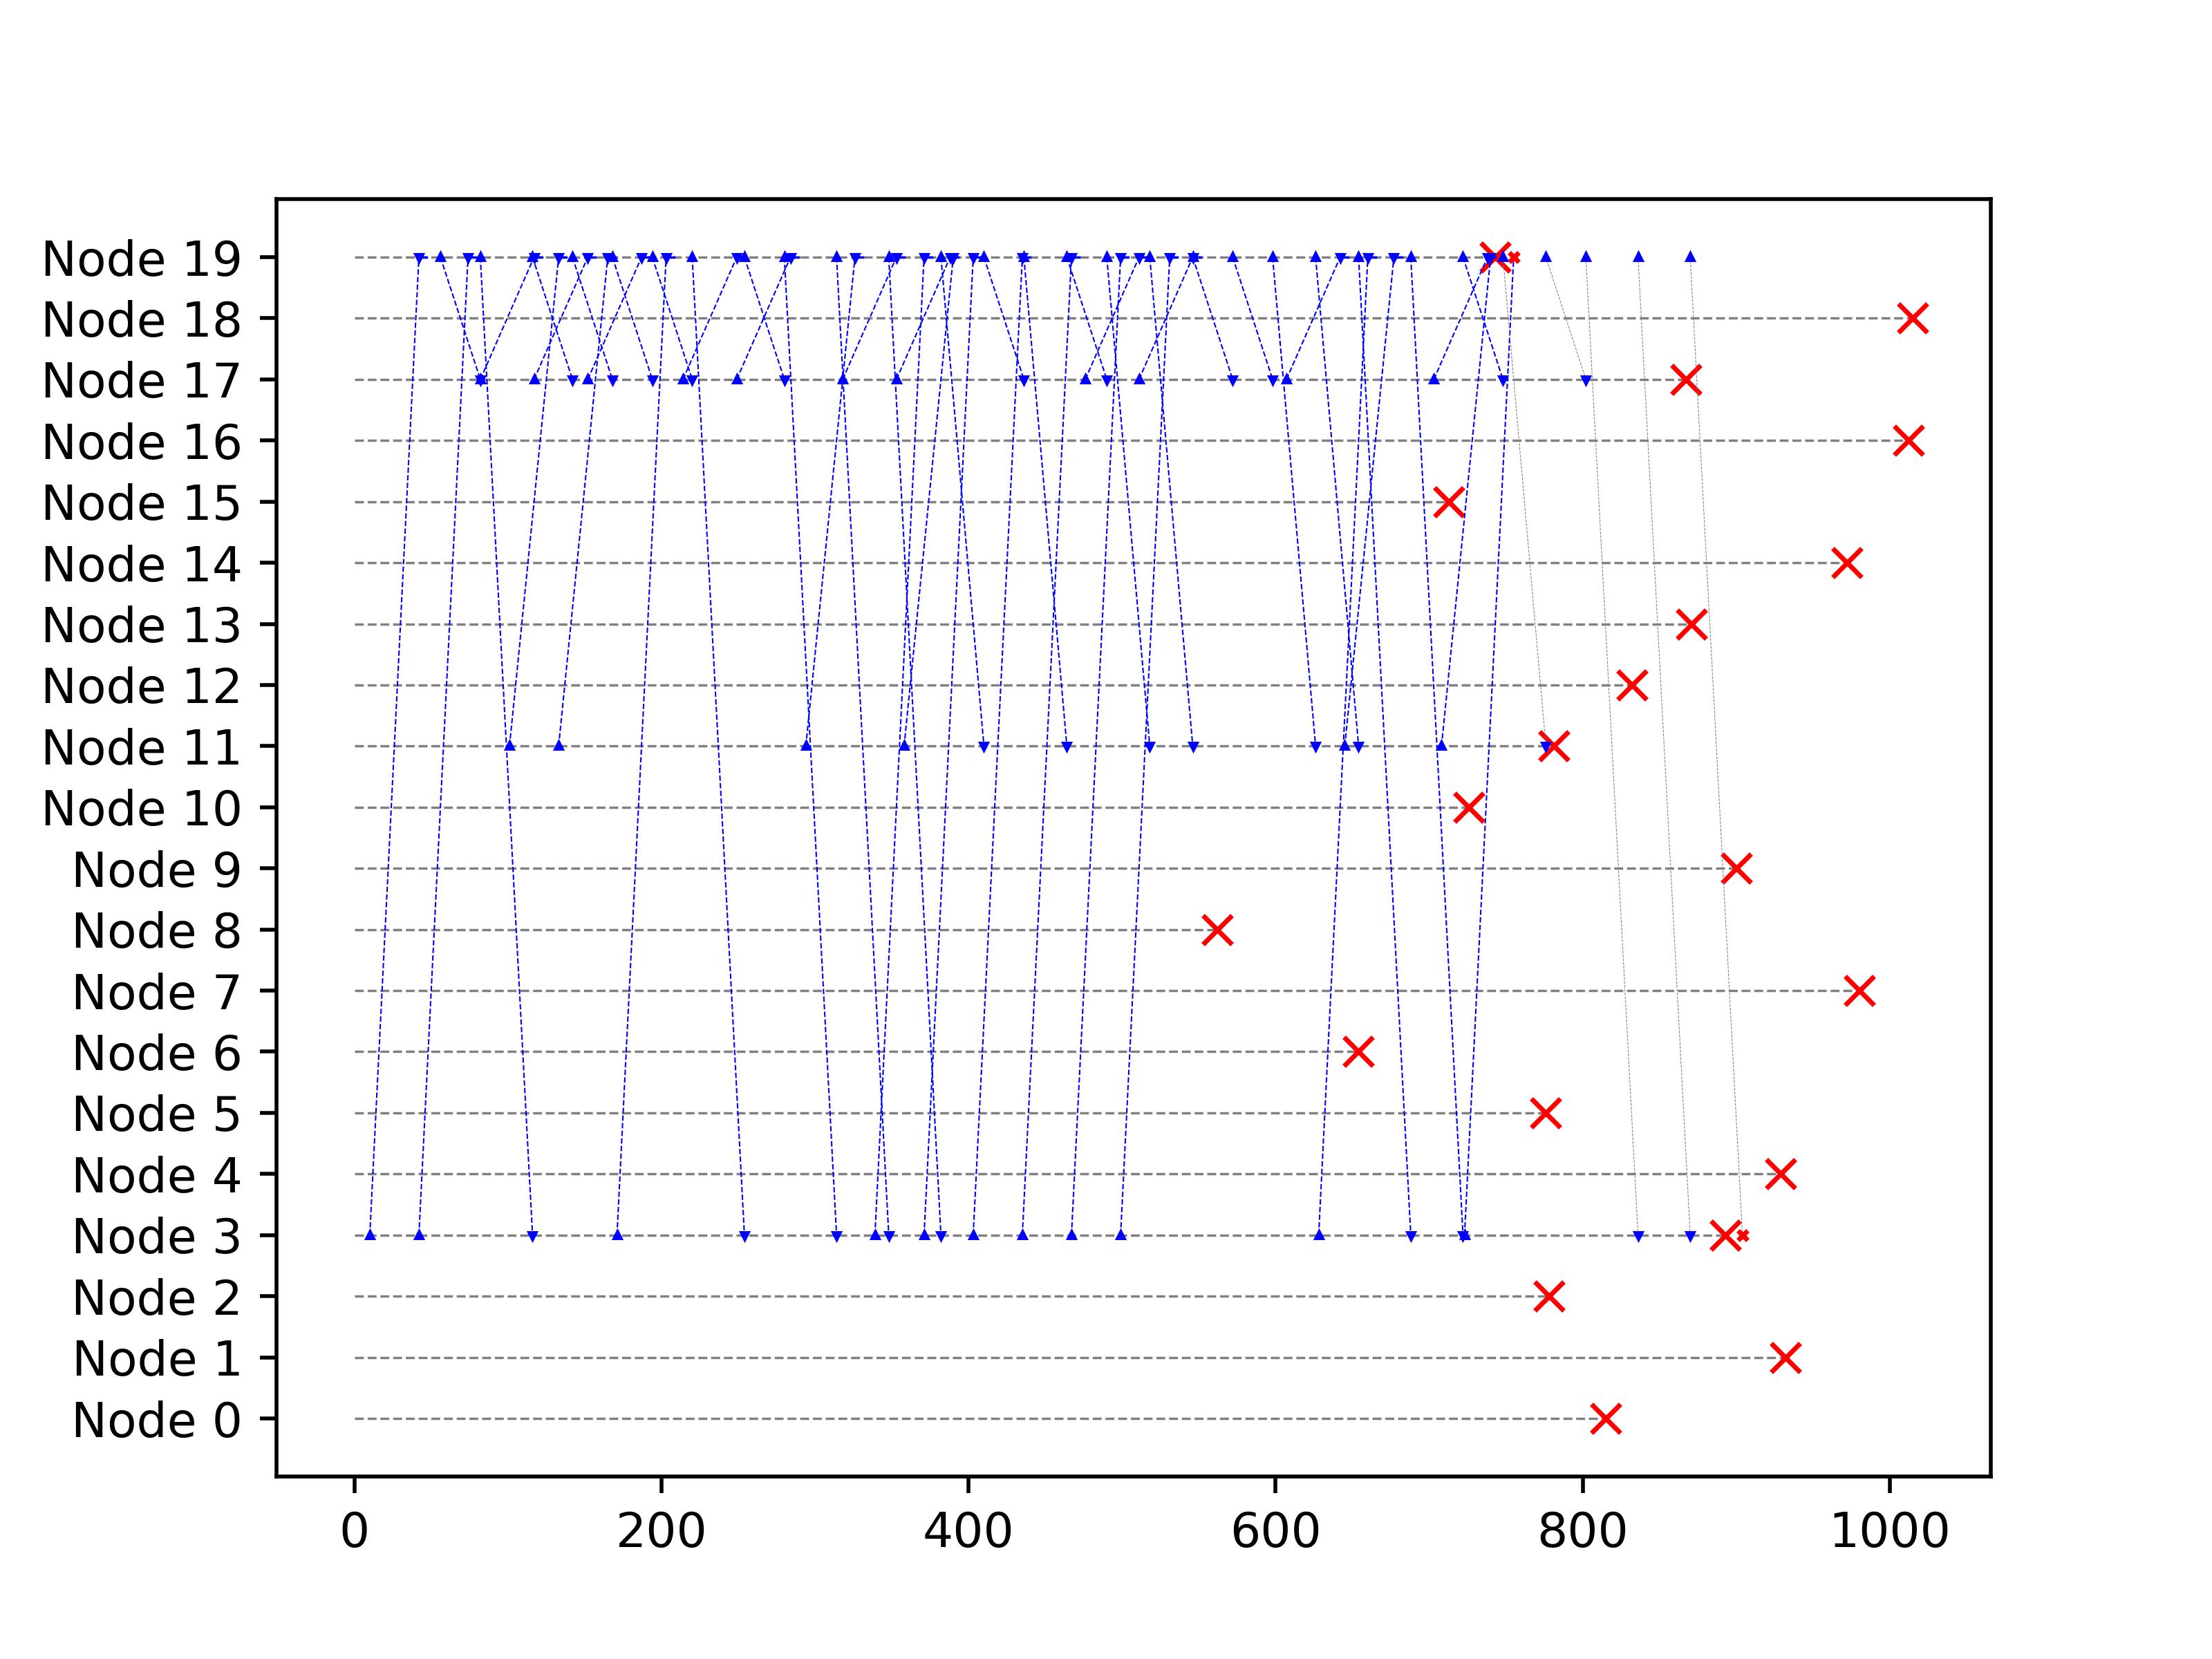 Node 19
Node 18
Node 17
Node 16
Node 15
Node 14
Node 13
Node 12
Node 11
Node 10
Node 9
Node 8
Node 7
Node 6
Node 5
Node 4
Node 3
Node 2
Node 1
Node 0
0 200 400 600 800 1000